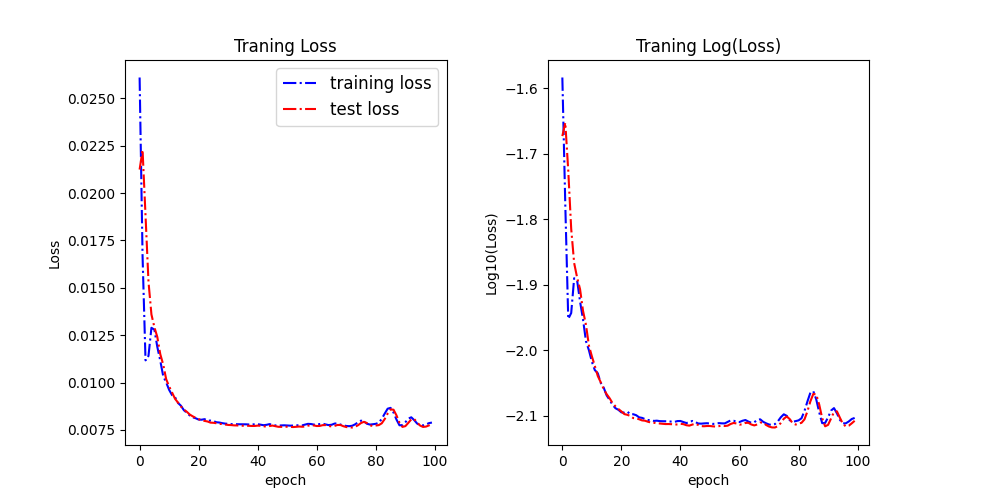 Traning Loss
training loss
test loss
0.0250
0.0225
0.0200
0.0175
0.0150
0.0125
0.0100
0.0075
Loss
0 20 40 60 80 100
epoch
Traning Log(Loss)
−1.6
−1.7
−1.8
−1.9
−2.0
−2.1
Log10(Loss)
0 20 40 60 80 100
epoch